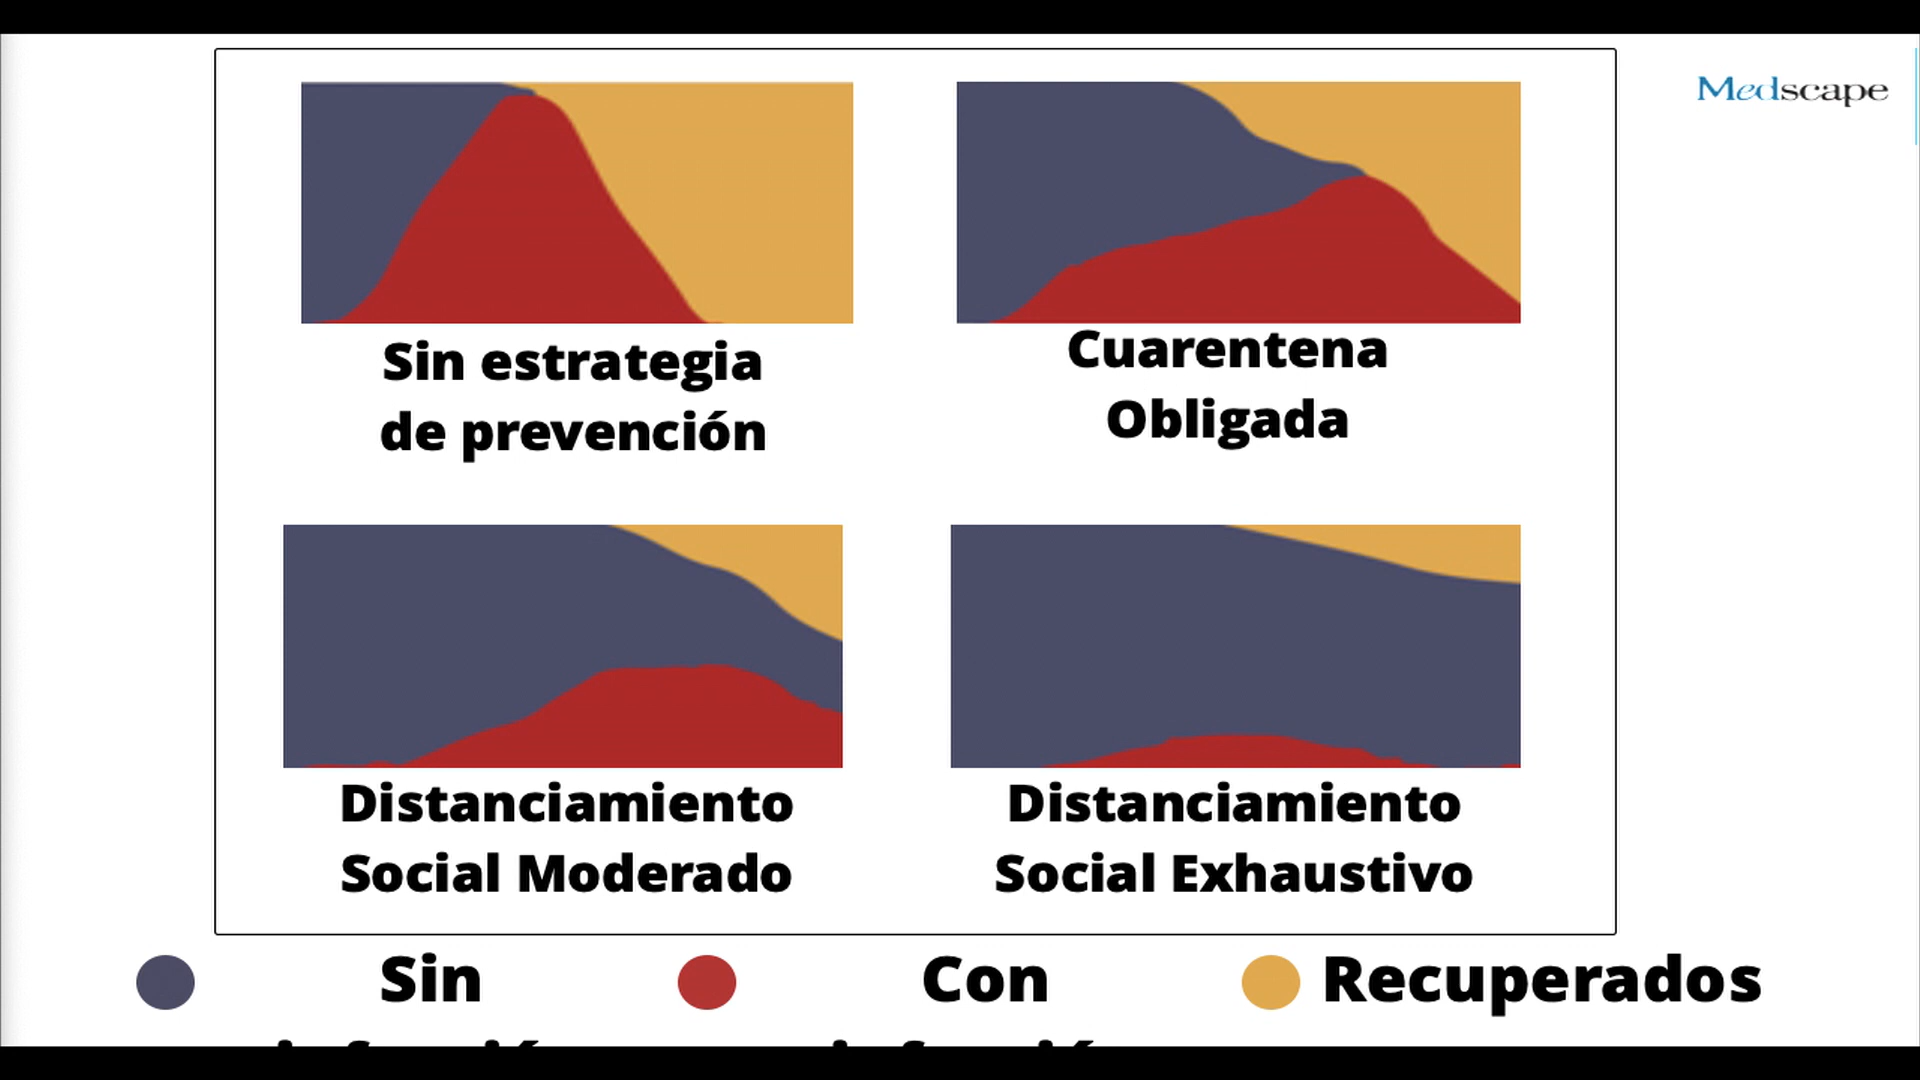 Medscape
Sin estrategia
de prevención
Cuarentena
Obligada
Distanciamiento
Social Moderado
Distanciamiento
Social Exhaustivo
Sin
Con
Recuperados